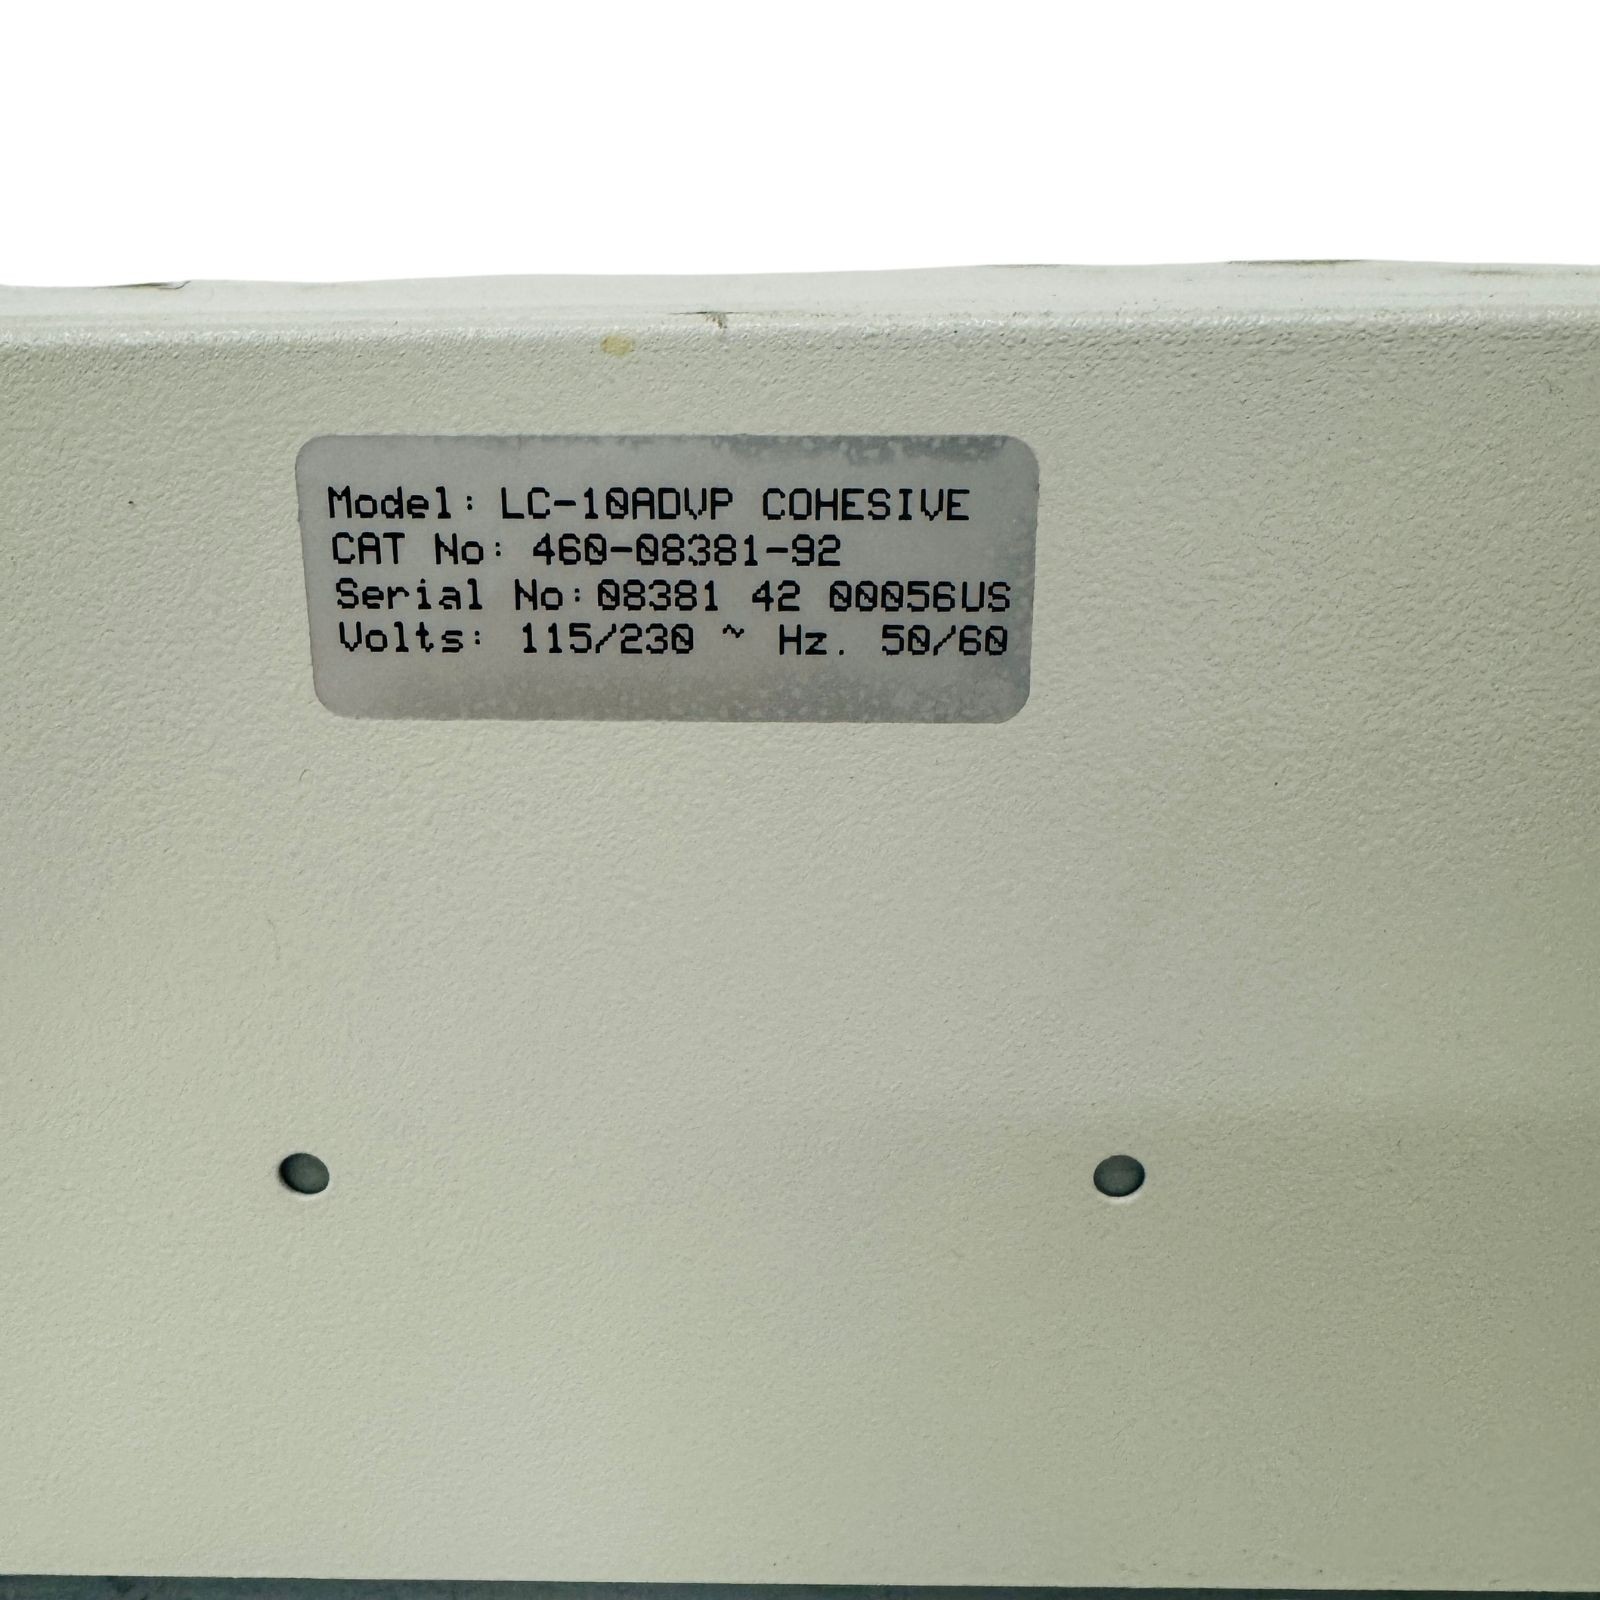 Model: LC-10ADVP COHESIVE
CAT No: 460-08381-92
Serial No:08381 42 00056US
Volts: 115/230 ~ Hz. 50/60